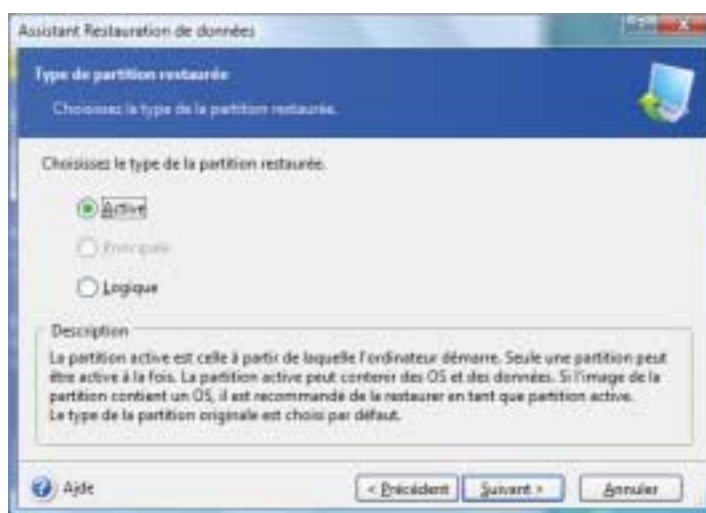 Assistant Restauration de données
Type de partition restaurée
Choisissez le type de la partition restaurée.
Choisissez le type de la partition restaurée.
Active
Principale
Logique
Description
La partition active est celle à partir de laquelle l'ordinateur démarre. Seule une partition peut
être active à la fois. La partition active peut contenir des OS et des données. Si l'image de la
partition contient un OS, il est recommandé de la restaurer en tant que partition active.
Le type de la partition originale est choisi par défaut.
Ajde
< Précédent
Suivant >
Annuler